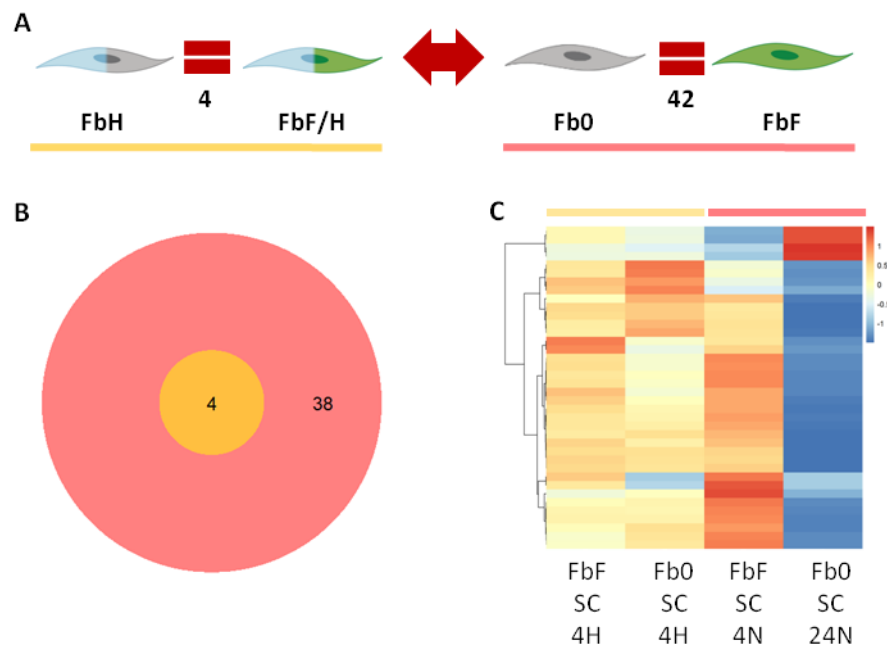 A
4
42
FbH
FbF/H
Fb0
FbF
B
4
38
C
1
0.5
0
-0.5
-1
FbF Fb0 FbF Fb0
SC SC SC SC
4H 4H 4N 24N